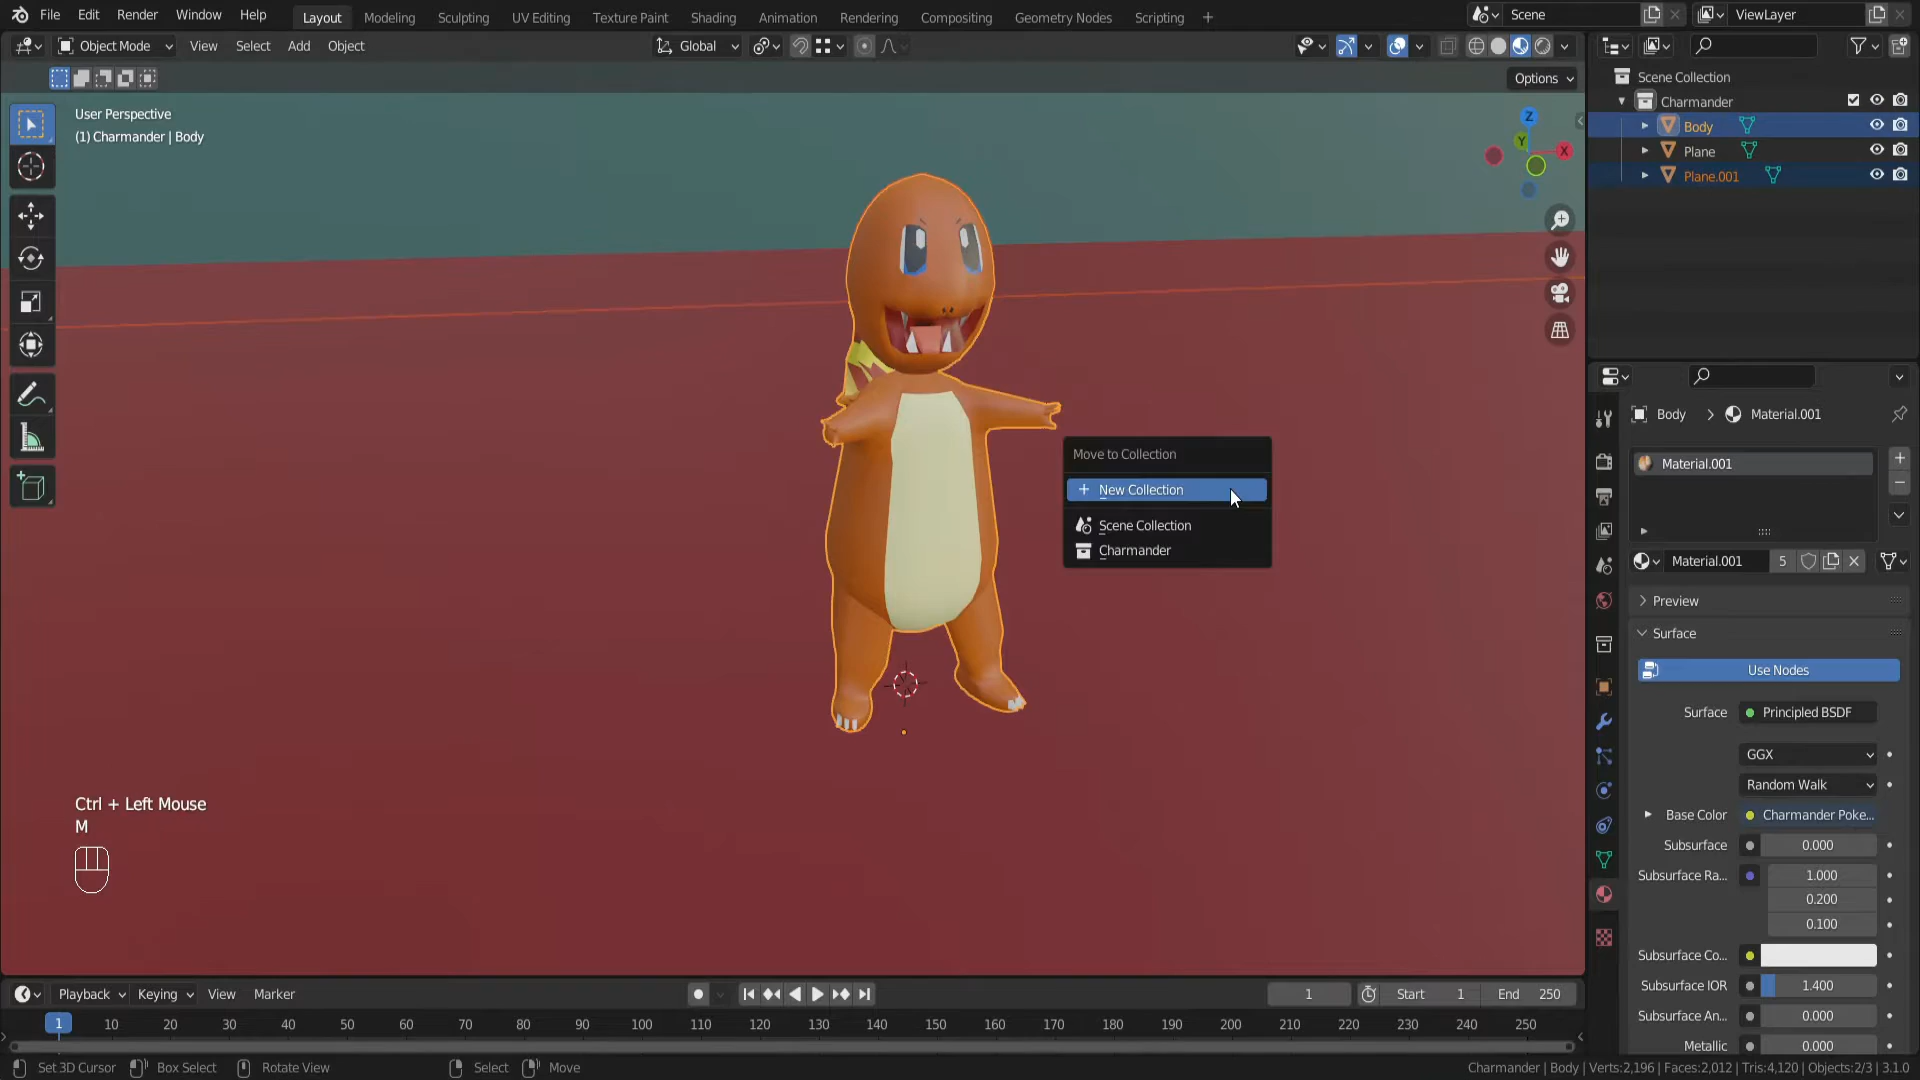 File Edit Render Window Help Layout Modeling Sculpting UV Editing Texture Paint Shading Animation Rendering Compositing Geometry Nodes Scripting + Scene ViewLayer
Object Mode View Select Add Object Global
Options
User Perspective
(1) Charmander | Body
Z
Y
X
Scene Collection
Charmander
Body
Plane
Plane.001
Move to Collection
New Collection
Scene Collection
Charmander
Ctrl + Left Mouse
M
Body > Material.001
Material.001
Material.001 5
Preview
Surface
Use Nodes
Surface Principled BSDF
GGX
Random Walk
Base Color Charmander Poke...
Subsurface 0.000
Subsurface Ra... 1.000
0.200
0.100
Subsurface Co...
Subsurface IOR 1.400
Subsurface An... 0.000
Metallic 0.000
Playback Keying View Marker 1 Start 1 End 250
1 10 20 30 40 50 60 70 80 90 100 110 120 130 140 150 160 170 180 190 200 210 220 230 240 250
Set 3D Cursor Box Select Rotate View Select Move Charmander | Body | Verts:2,196 | Faces:2,012 | Tris:4,120 | Objects:2/3 | 3.1.0